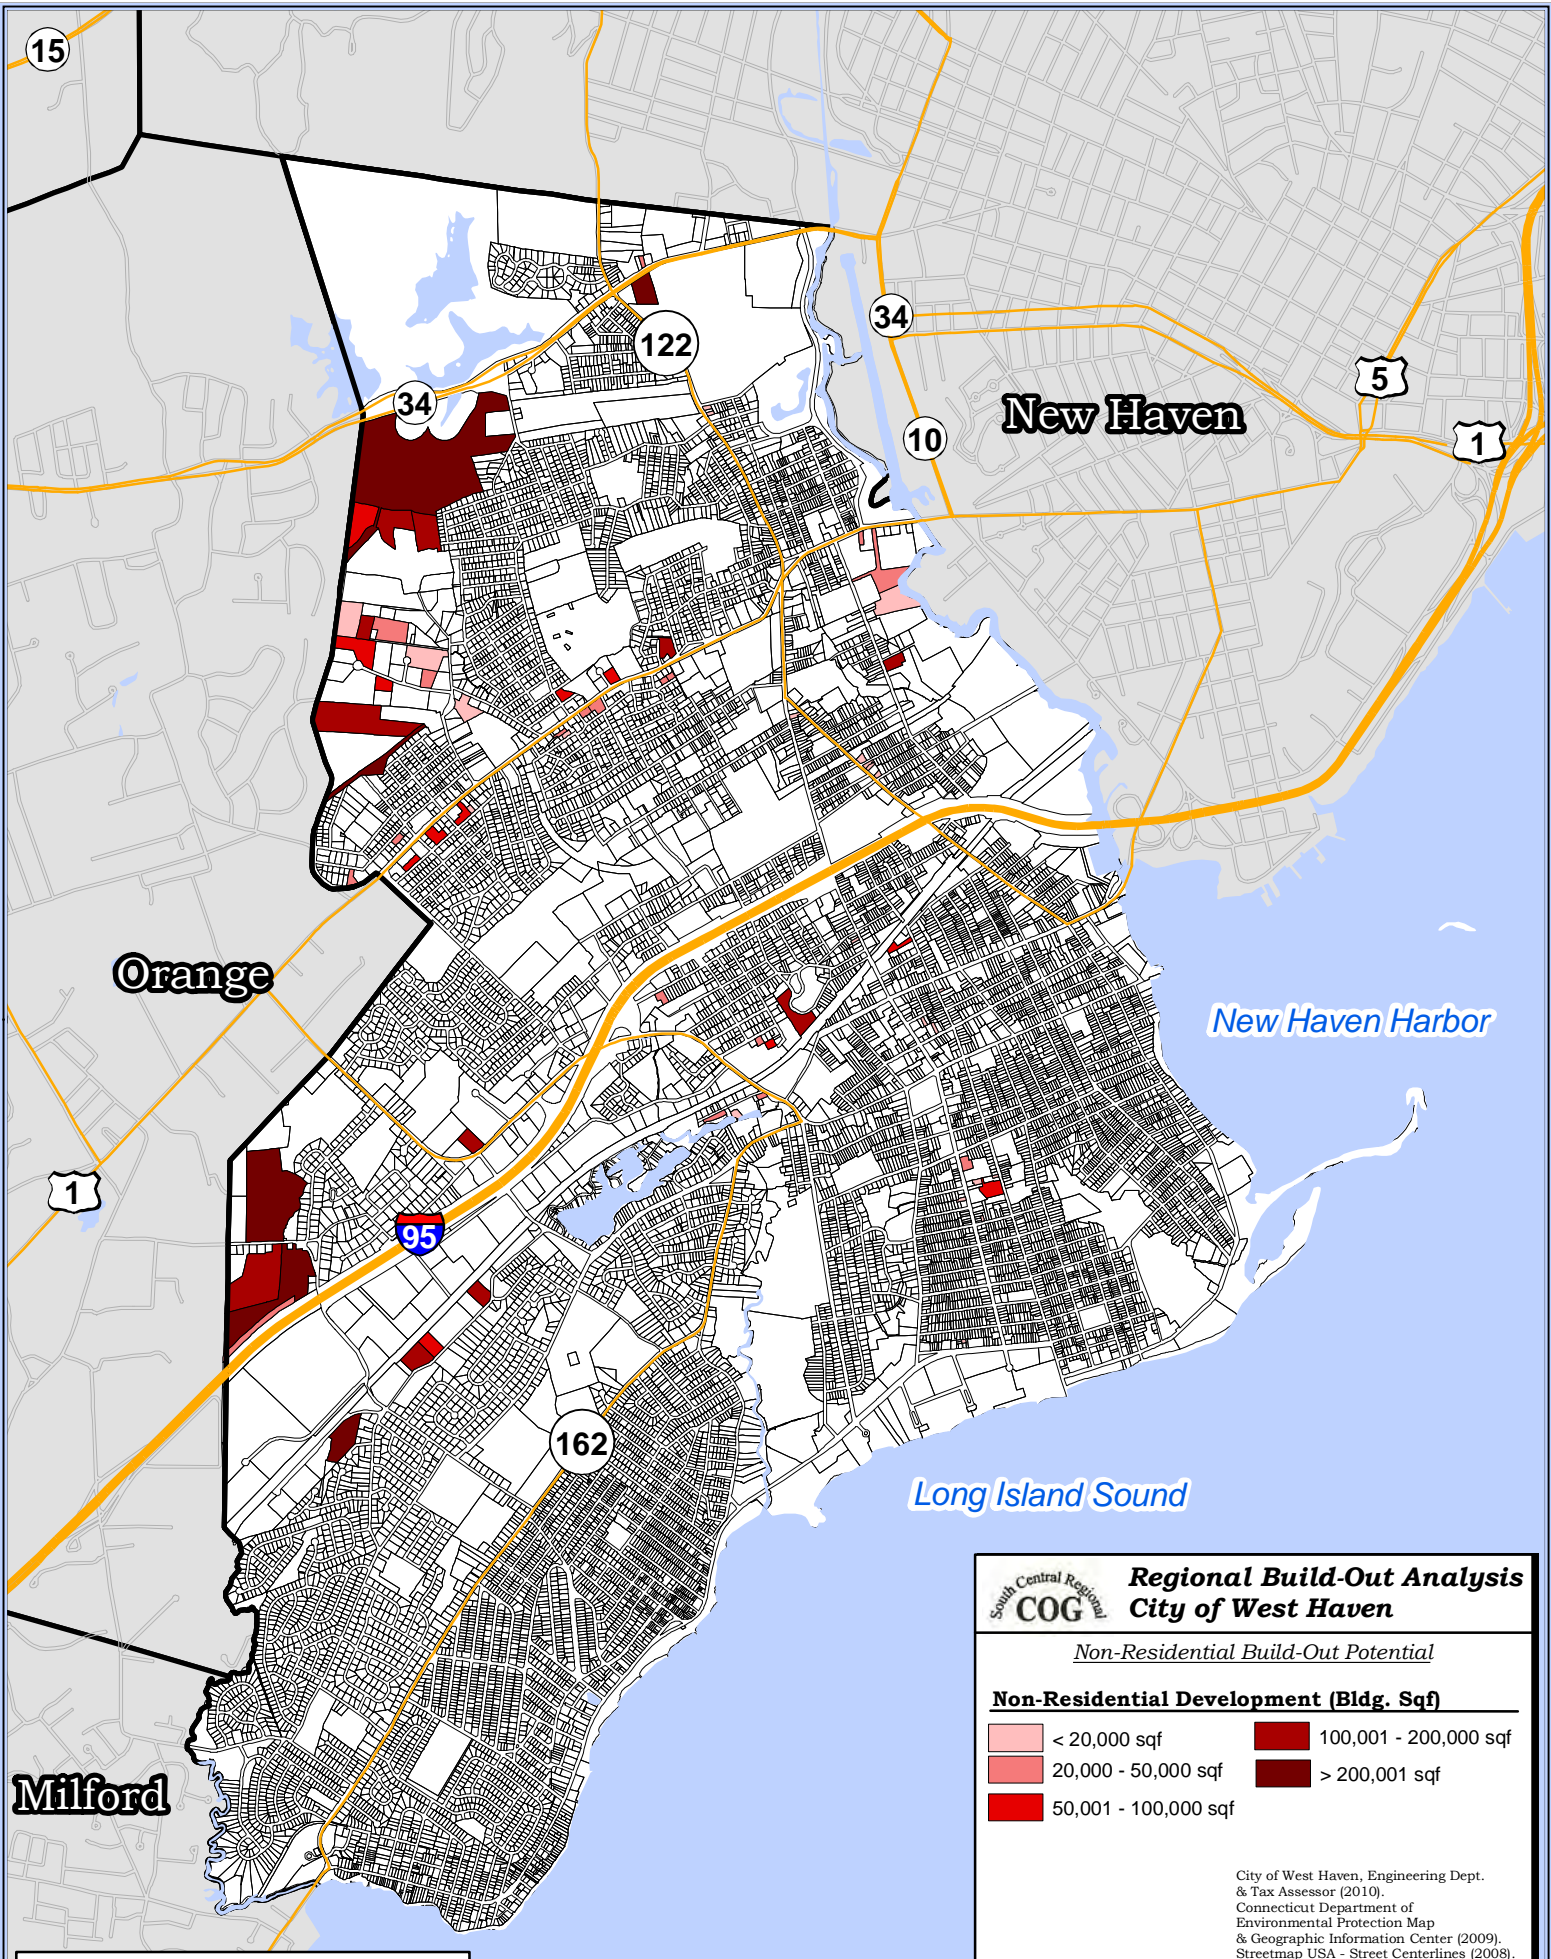 15
122
34
34
10
5
1
New Haven
Orange
New Haven Harbor
1
95
162
Long Island Sound
Milford
South Central Regional
COG
Regional Build-Out Analysis
City of West Haven
Non-Residential Build-Out Potential
Non-Residential Development (Bldg. Sqf)
< 20,000 sqf
20,000 - 50,000 sqf
50,001 - 100,000 sqf
100,001 - 200,000 sqf
> 200,001 sqf
City of West Haven, Engineering Dept.
& Tax Assessor (2010).
Connecticut Department of
Environmental Protection Map
& Geographic Information Center (2009).
Streetmap USA - Street Centerlines (2008).